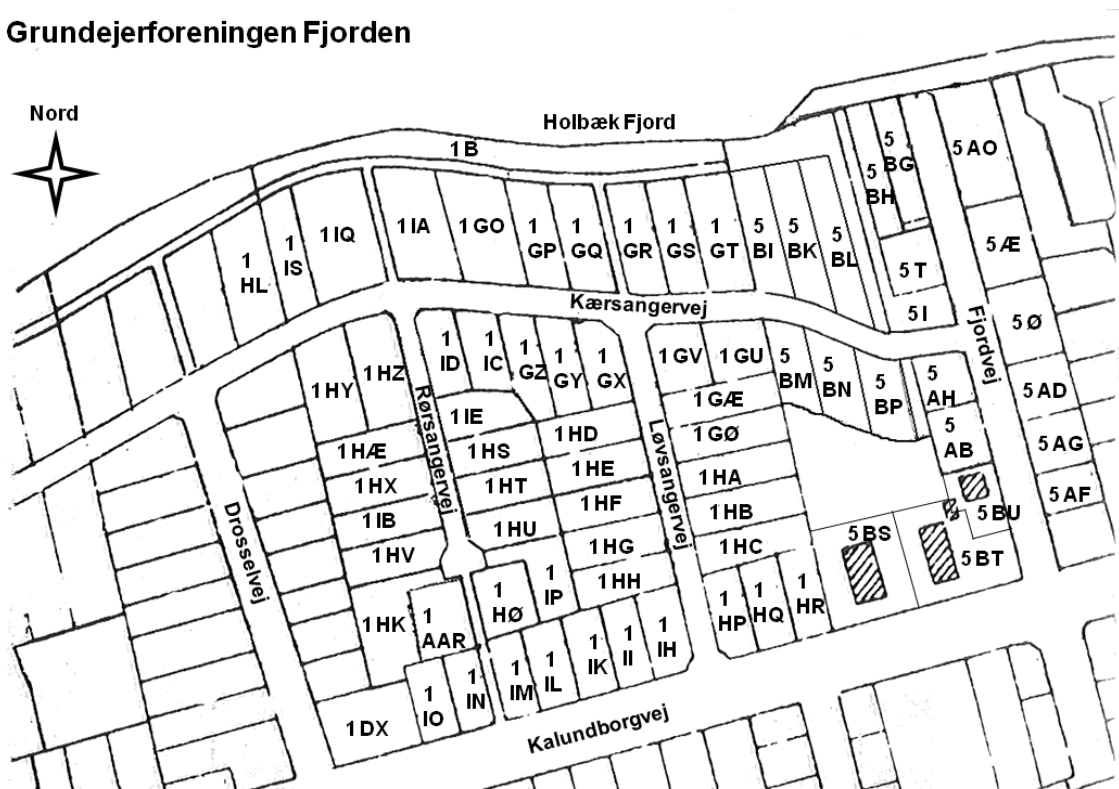 Grundejerforeningen Fjorden
Nord
Holbæk Fjord
1 B
5
BG
5
BH
5 AO
1 IA
1 GO
1
GP
1
GQ
1
GR
1
GS
1
GT
5
BI
5
BK
5
BL
1 IQ
1
IS
1
HL
5 T
5 Æ
5 I
5 Ø
Kærsangervej
Fjordvej
1
ID
1
IC
1
GZ
1
GY
1
GX
1 GV
1 GU
5
BM
5
BN
5
BP
5
AH
5 AD
1 HY
1 HZ
Rørsangervej
1 IE
1 GÆ
1 HÆ
1 HS
1 HD
Løvsangervej
1 GØ
5
AB
5 AG
1 HX
1 HT
1 HE
1 HA
5 AF
1 IB
1 HU
1 HF
1 HB
5 BU
Drosselvej
1 HV
1 HG
1 HC
5 BS
5 BT
1 HK
1
AAR
1
HØ
1
IP
1 HH
1
HP
1
HQ
1
HR
1 DX
1
IO
1
IN
1
IM
1
IL
1
IK
1
II
1
IH
Kalundborgvej